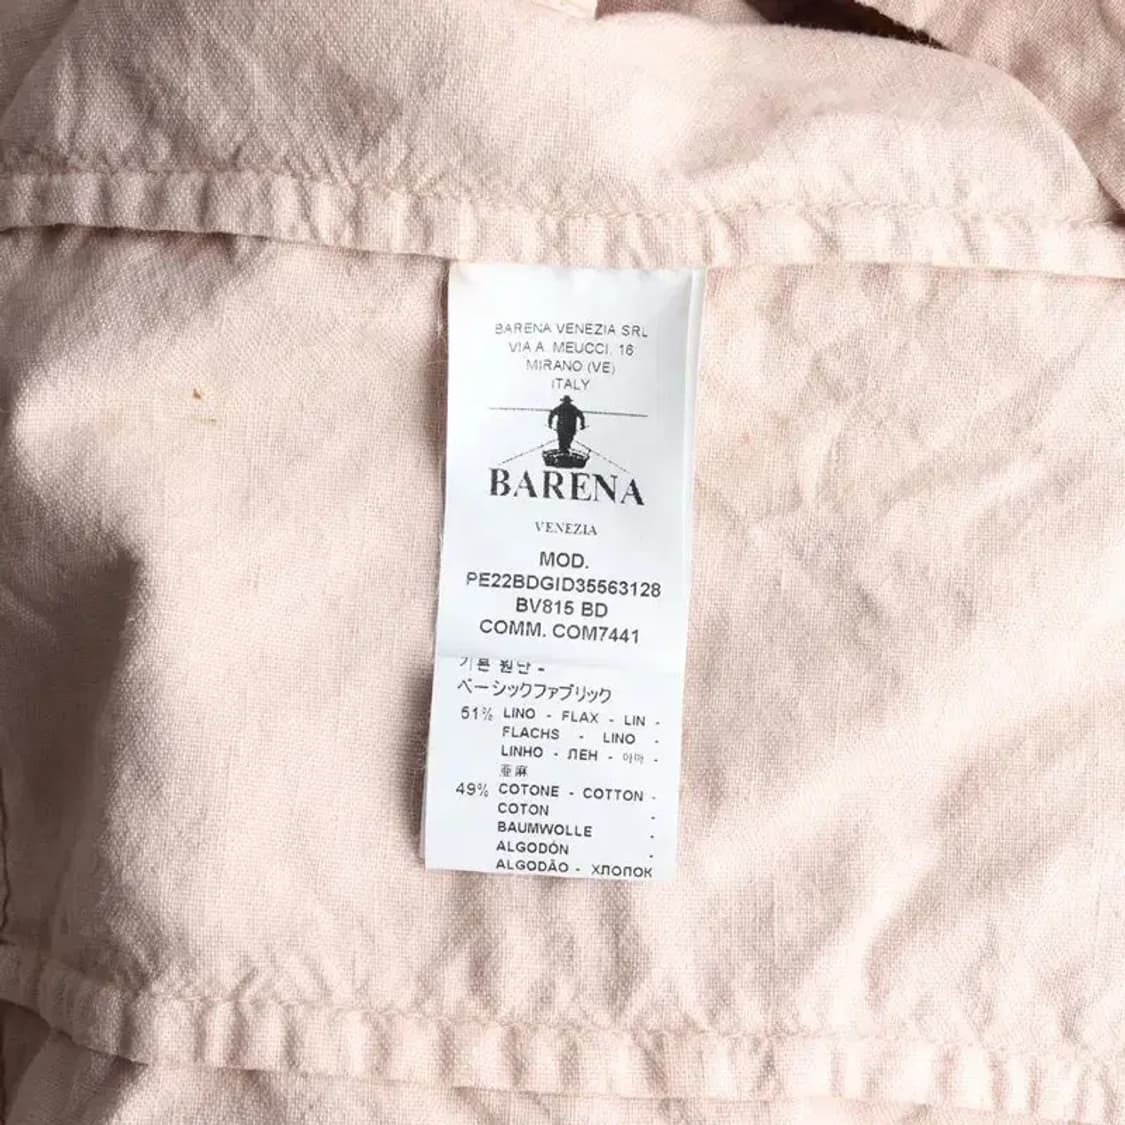 BARENA VENEZIA SRL
VIA A. MEUCCI, 16
MIRANO (VE)
ITALY
BARENA
VENEZIA
MOD.
PE22BDGID35563128
BV815 BD
COMM. COM7441
기본 원단 -
ベーシックファブリック
51% LINO - FLAX - LIN -
FLACHS - LINO -
LINHO - ЛЕН - 아마 -
亜麻
49% COTONE - COTTON -
COTON -
BAUMWOLLE -
ALGODÓN -
ALGODÃO - ХЛОПОК